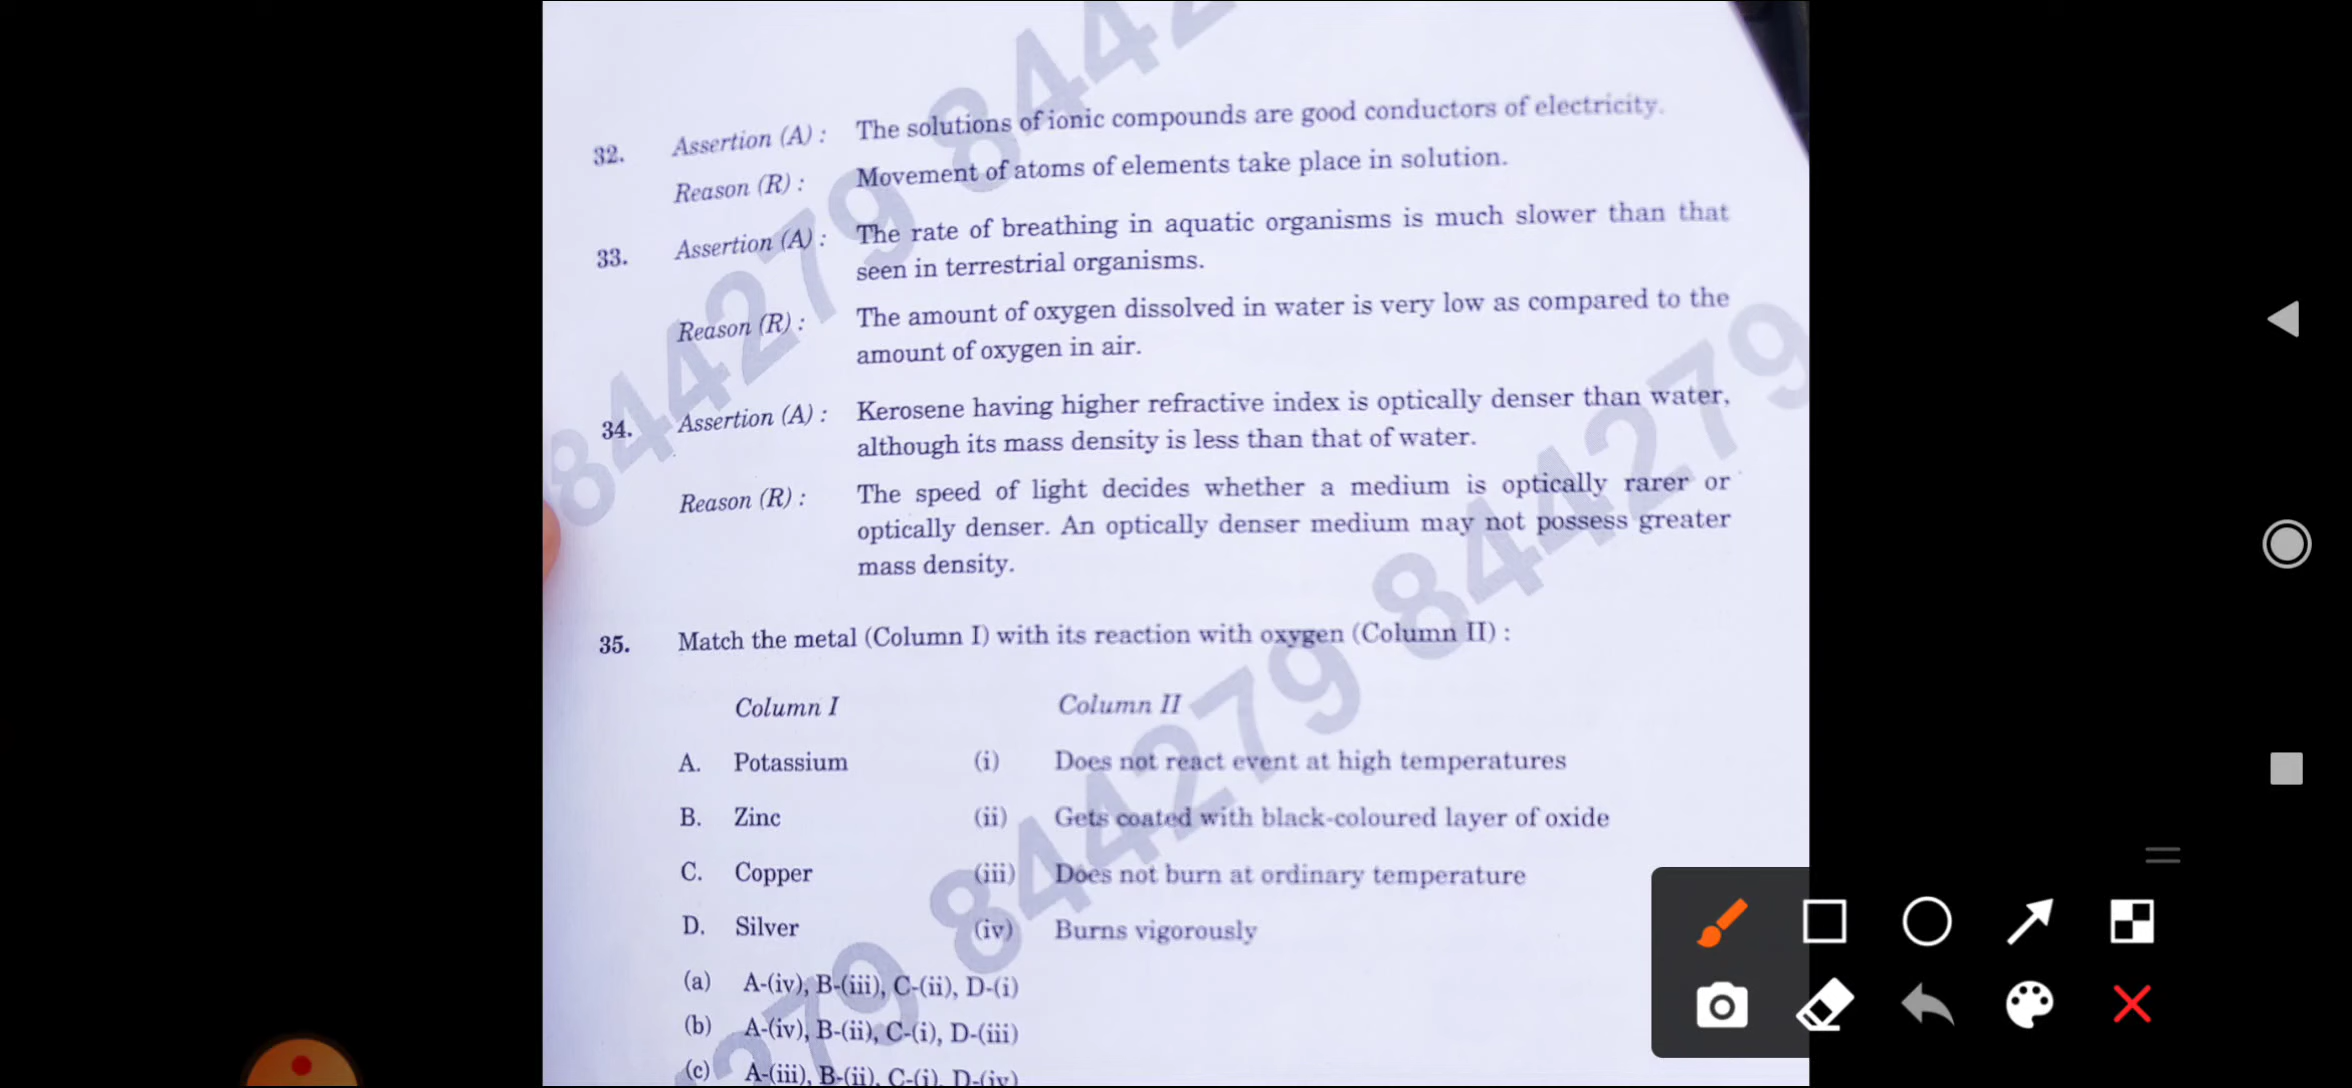 32. Assertion (A) : The solutions of ionic compounds are good conductors of electricity.
Reason (R) : Movement of atoms of elements take place in solution.
33. Assertion (A) : The rate of breathing in aquatic organisms is much slower than that
seen in terrestrial organisms.
Reason (R) : The amount of oxygen dissolved in water is very low as compared to the
amount of oxygen in air.
34. Assertion (A) : Kerosene having higher refractive index is optically denser than water,
although its mass density is less than that of water.
Reason (R) : The speed of light decides whether a medium is optically rarer or
optically denser. An optically denser medium may not possess greater
mass density.
35. Match the metal (Column I) with its reaction with oxygen (Column II) :
Column I Column II
A. Potassium (i) Does not react event at high temperatures
B. Zinc (ii) Gets coated with black-coloured layer of oxide
C. Copper (iii) Does not burn at ordinary temperature
D. Silver (iv) Burns vigorously
(a) A-(iv), B-(iii), C-(ii), D-(i)
(b) A-(iv), B-(ii), C-(i), D-(iii)
(c) A-(iii), B-(ii), C-(i), D-(iv)
844279 844279
844279 844279